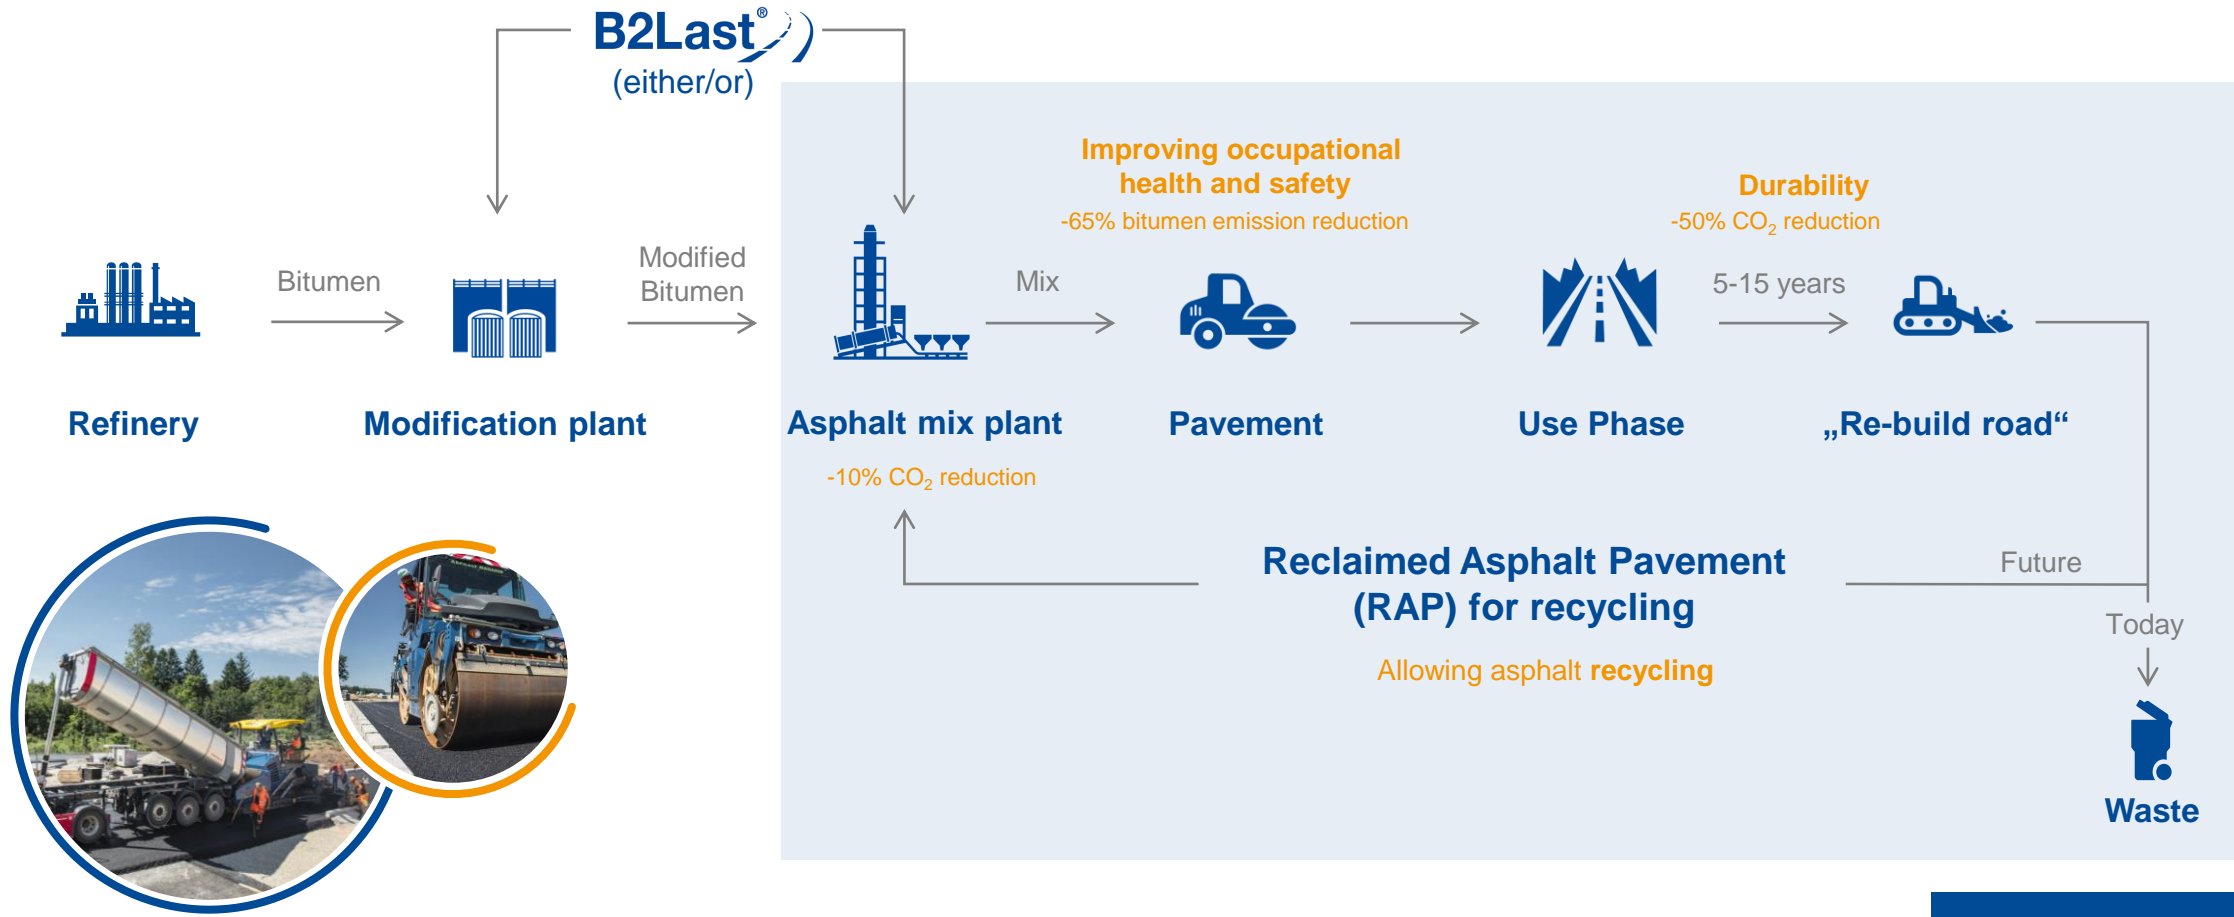 B2Last®
(either/or)
Improving occupational
health and safety
-65% bitumen emission reduction
Durability
-50% CO₂ reduction
Bitumen
Modified
Bitumen
Mix
5-15 years
Refinery
Modification plant
Asphalt mix plant
Pavement
Use Phase
„Re-build road“
-10% CO₂ reduction
Reclaimed Asphalt Pavement
(RAP) for recycling
Future
Allowing asphalt recycling
Today
Waste